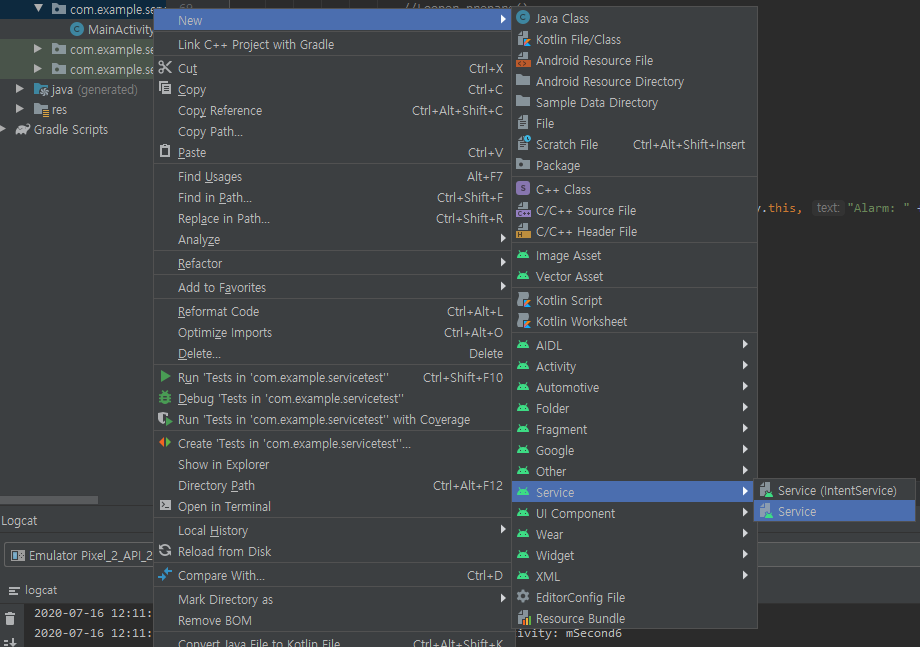 com.example.ser
MainActivity
com.example.se
com.example.se
java (generated)
res
Gradle Scripts
New
Link C++ Project with Gradle
Cut Ctrl+X
Copy Ctrl+C
Copy Reference Ctrl+Alt+Shift+C
Copy Path...
Paste Ctrl+V
Find Usages Alt+F7
Find in Path... Ctrl+Shift+F
Replace in Path... Ctrl+Shift+R
Analyze
Refactor
Add to Favorites
Reformat Code Ctrl+Alt+L
Optimize Imports Ctrl+Alt+O
Delete... Delete
Run 'Tests in 'com.example.servicetest'' Ctrl+Shift+F10
Debug 'Tests in 'com.example.servicetest''
Run 'Tests in 'com.example.servicetest'' with Coverage
Create 'Tests in 'com.example.servicetest''...
Show in Explorer
Directory Path Ctrl+Alt+F12
Open in Terminal
Local History
Reload from Disk
Compare With... Ctrl+D
Mark Directory as
Remove BOM
Convert Java File to Kotlin File Ctrl+Alt+Shift+K
Java Class
Kotlin File/Class
Android Resource File
Android Resource Directory
Sample Data Directory
File
Scratch File Ctrl+Alt+Shift+Insert
Package
C++ Class
C/C++ Source File
C/C++ Header File
Image Asset
Vector Asset
Kotlin Script
Kotlin Worksheet
AIDL
Activity
Automotive
Folder
Fragment
Google
Other
Service
UI Component
Wear
Widget
XML
EditorConfig File
Resource Bundle
Service (IntentService)
Service
y.this, text: "Alarm: " +
Logcat
Emulator Pixel_2_API_2
logcat
2020-07-16 12:11:
2020-07-16 12:11: ivity: mSecond6